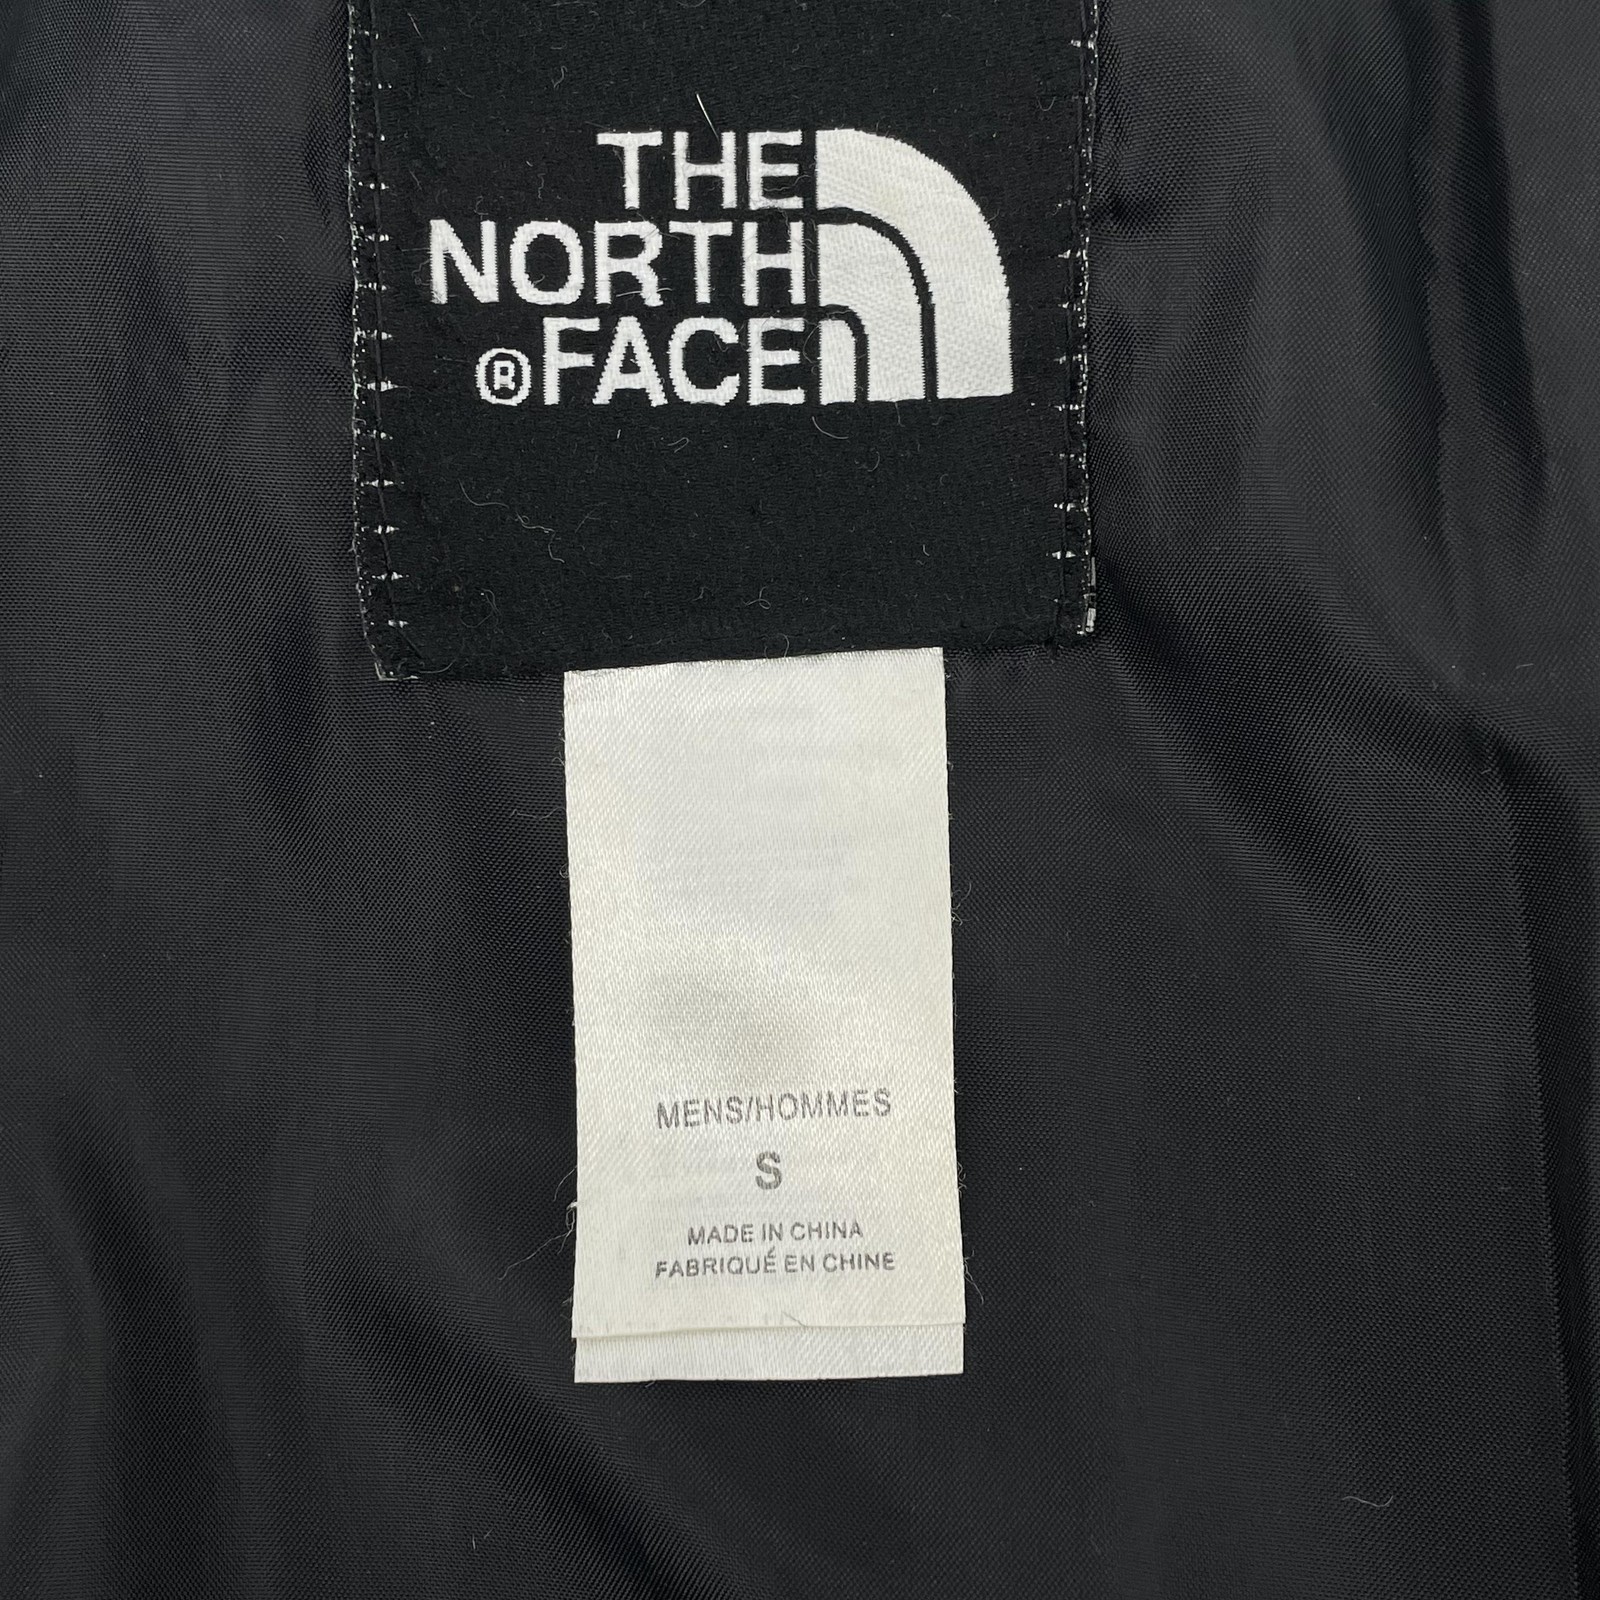 THE
NORTH
®FACE
MENS/HOMMES
S
MADE IN CHINA
FABRIQUÉ EN CHINE